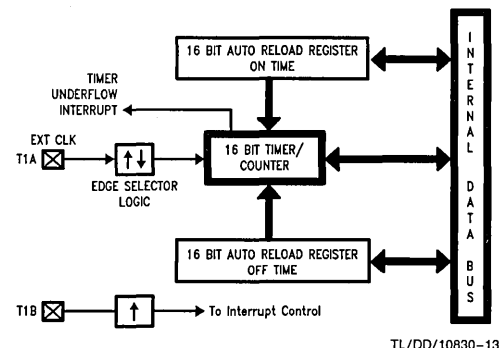 16 BIT AUTO RELOAD REGISTER
ON TIME
TIMER
UNDERFLOW
INTERRUPT
EXT CLK
T1A
EDGE SELECTOR
LOGIC
16 BIT TIMER/
COUNTER
16 BIT AUTO RELOAD REGISTER
OFF TIME
T1B
To Interrupt Control
INTERNAL DATA BUS
TL/DD/10830-13